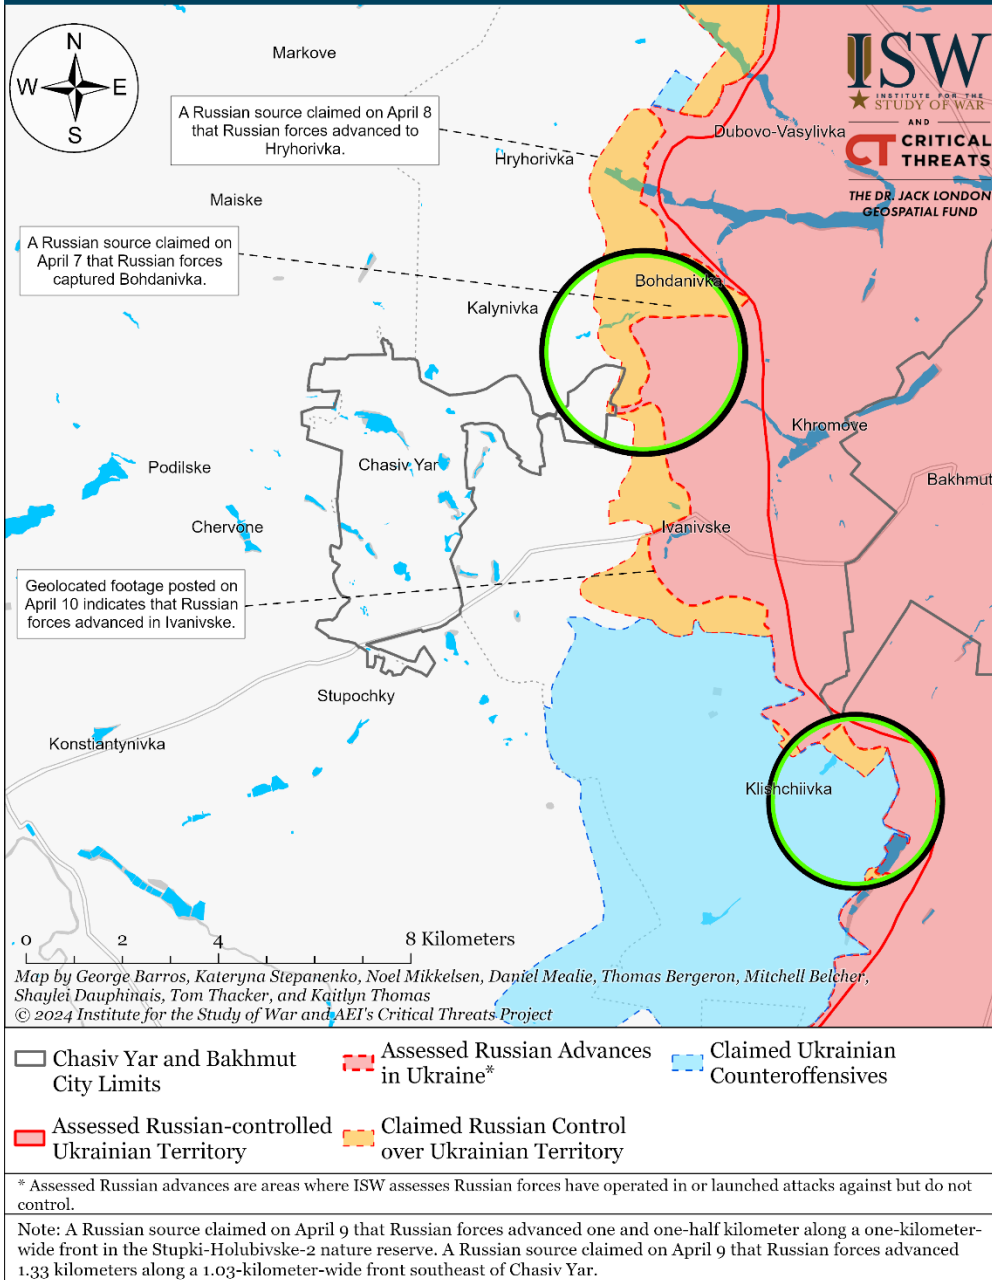 N
W E
S
Markove
ISW
INSTITUTE FOR THE
STUDY OF WAR
AND
CT CRITICAL
THREATS
THE DR. JACK LONDON
GEOSPATIAL FUND
A Russian source claimed on April 8
that Russian forces advanced to
Hryhorivka.
Dubovo-Vasylivka
Hryhorivka
Maiske
A Russian source claimed on
April 7 that Russian forces
captured Bohdanivka.
Bohdanivka
Kalynivka
Khromove
Chasiv Yar
Podilske
Bakhmut
Chervone
Ivanivske
Geolocated footage posted on
April 10 indicates that Russian
forces advanced in Ivanivske.
Stupochky
Konstiantynivka
Klishchiivka
0 2 4 8 Kilometers
Map by George Barros, Kateryna Stepanenko, Noel Mikkelsen, Daniel Mealie, Thomas Bergeron, Mitchell Belcher,
Shaylei Dauphinais, Tom Thacker, and Kaitlyn Thomas
© 2024 Institute for the Study of War and AEI's Critical Threats Project
Chasiv Yar and Bakhmut
City Limits
Assessed Russian Advances
in Ukraine*
Claimed Ukrainian
Counteroffensives
Assessed Russian-controlled
Ukrainian Territory
Claimed Russian Control
over Ukrainian Territory
* Assessed Russian advances are areas where ISW assesses Russian forces have operated in or launched attacks against but do not
control.
Note: A Russian source claimed on April 9 that Russian forces advanced one and one-half kilometer along a one-kilometer-
wide front in the Stupki-Holubivske-2 nature reserve. A Russian source claimed on April 9 that Russian forces advanced
1.33 kilometers along a 1.03-kilometer-wide front southeast of Chasiv Yar.